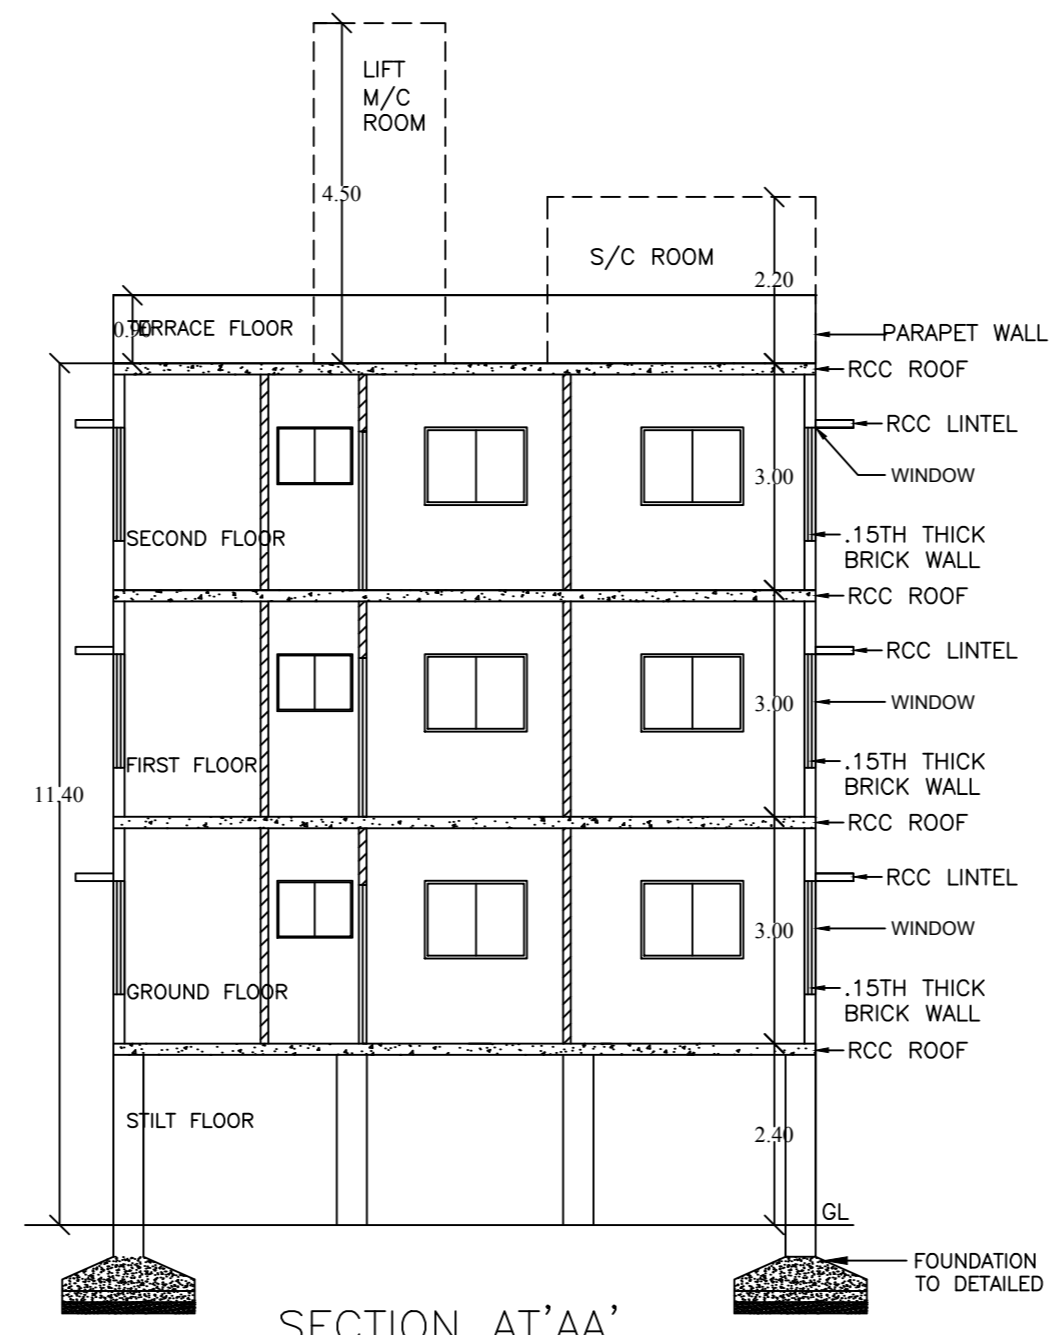 LIFT
M/C
ROOM
4.50
S/C ROOM
2.20
0.90
TERRACE FLOOR
PARAPET WALL
RCC ROOF
RCC LINTEL
3.00
WINDOW
SECOND FLOOR
.15TH THICK
BRICK WALL
RCC ROOF
RCC LINTEL
3.00
WINDOW
FIRST FLOOR
.15TH THICK
BRICK WALL
11.40
RCC ROOF
RCC LINTEL
3.00
WINDOW
GROUND FLOOR
.15TH THICK
BRICK WALL
RCC ROOF
STILT FLOOR
2.40
GL
FOUNDATION
TO DETAILED
SECTION AT'AA'